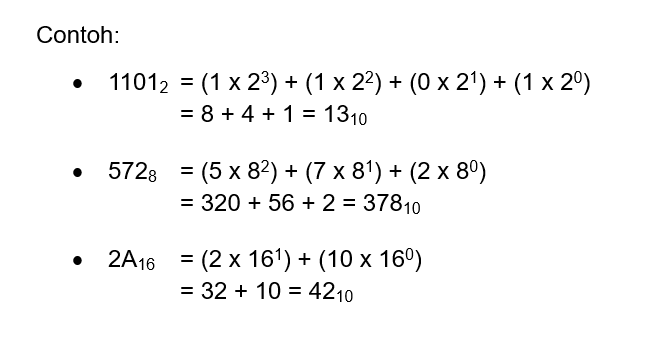 Contoh:
• 1101₂ = (1 x 2³) + (1 x 2²) + (0 x 2¹) + (1 x 2⁰)
= 8 + 4 + 1 = 13₁₀
• 572₈ = (5 x 8²) + (7 x 8¹) + (2 x 8⁰)
= 320 + 56 + 2 = 378₁₀
• 2A₁₆ = (2 x 16¹) + (10 x 16⁰)
= 32 + 10 = 42₁₀